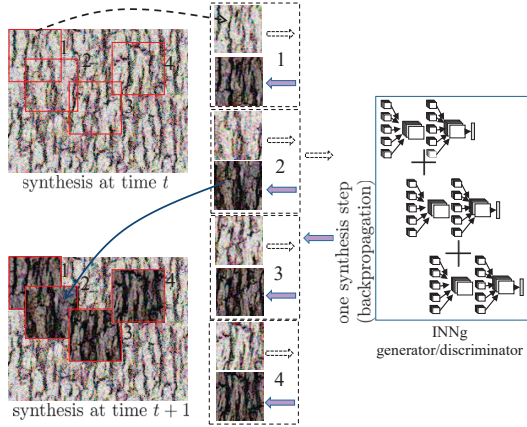 1
2
3
4
synthesis at time t
1
2
3
4
synthesis at time t + 1
1
2
3
4
one synthesis step
(backpropagation)
INNg
generator/discriminator